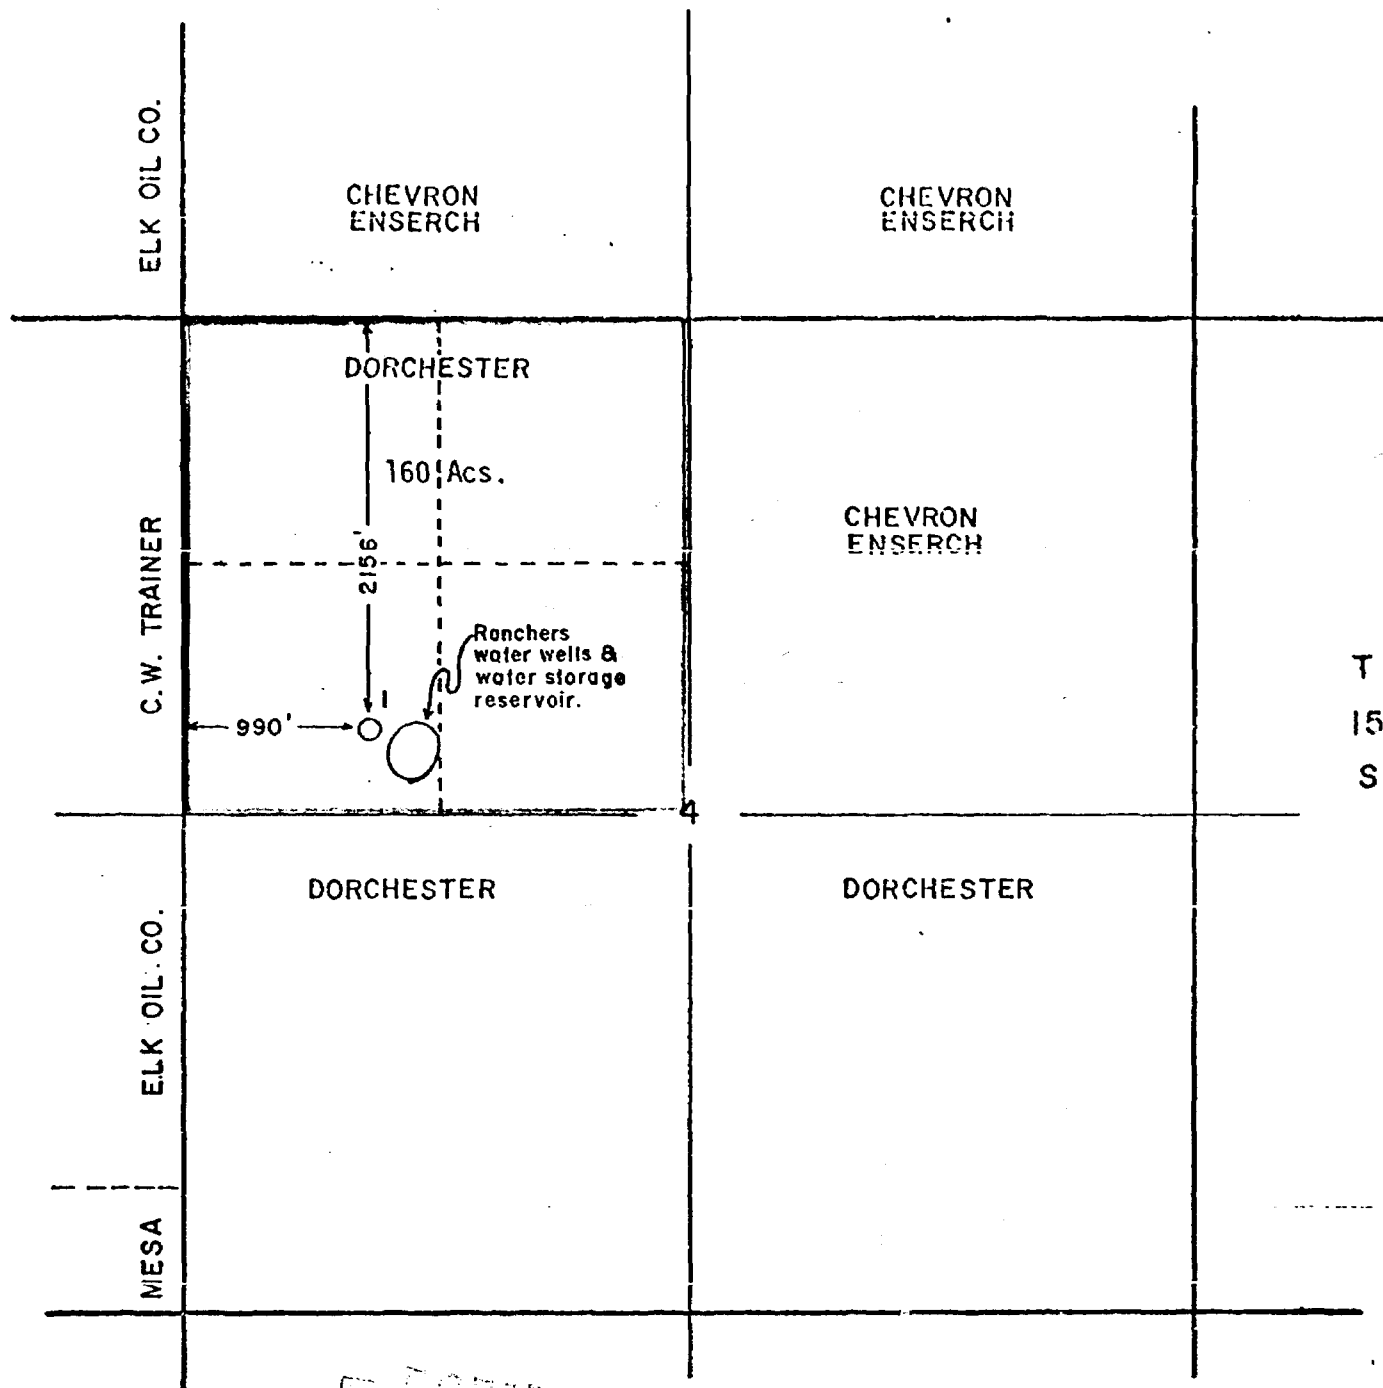 ELK OIL CO.
CHEVRON
ENSERCH
CHEVRON
ENSERCH
DORCHESTER
160 Acs.
2156'
C.W. TRAINER
CHEVRON
ENSERCH
Ranchers
water wells &
water storage
reservoir.
1
990'
T
15
S
4
DORCHESTER
DORCHESTER
ELK OIL CO.
MESA